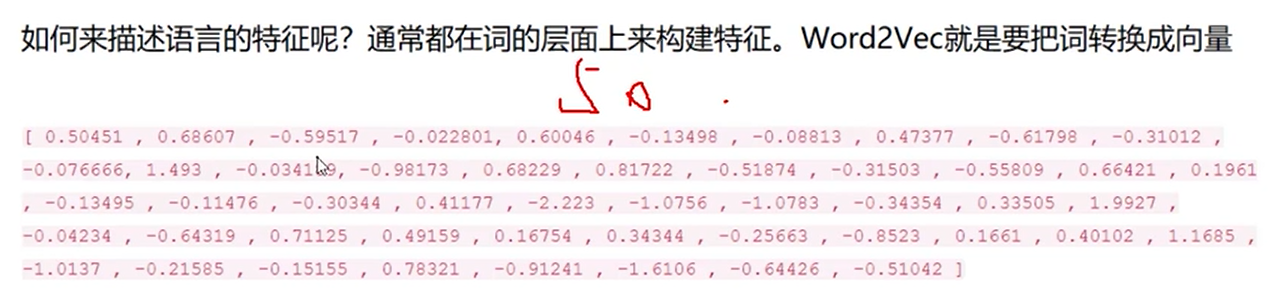 如何来描述语言的特征呢？通常都在词的层面上来构建特征。Word2Vec就是要把词转换成向量
50
[ 0.50451 , 0.68607 , -0.59517 , -0.022801, 0.60046 , -0.13498 , -0.08813 , 0.47377 , -0.61798 , -0.31012 ,
-0.076666, 1.493 , , -0.98173 , 0.68229 , 0.81722 , -0.51874 , -0.31503 , -0.55809 , 0.66421 , 0.1961
, -0.13495 , -0.11476 , -0.30344 , 0.41177 , -2.223 , -1.0756 , -1.0783 , -0.34354 , 0.33505 , 1.9927 ,
-0.04234 , -0.64319 , 0.71125 , 0.49159 , 0.16754 , 0.34344 , -0.25663 , -0.8523 , 0.1661 , 0.40102 , 1.1685 ,
-1.0137 , -0.21585 , -0.15155 , 0.78321 , -0.91241 , -1.6106 , -0.64426 , -0.51042 ]